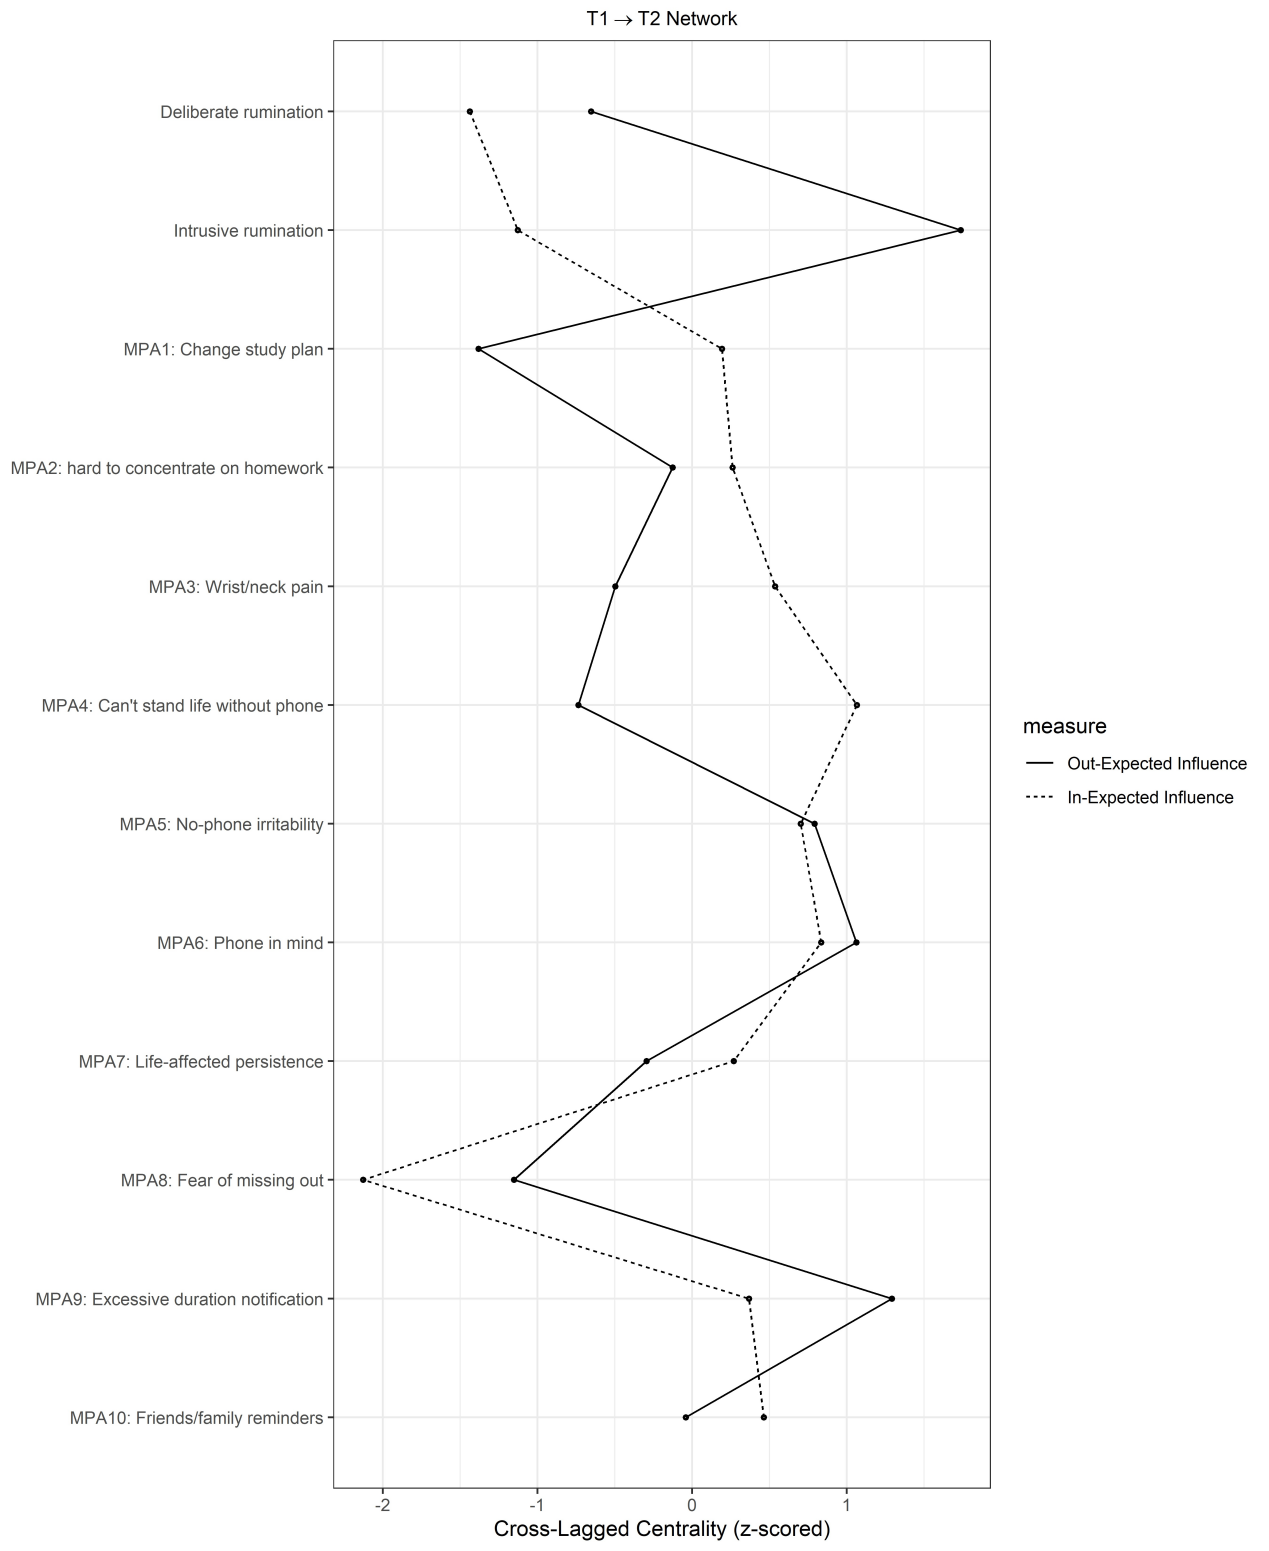 T1 → T2 Network
Deliberate rumination
Intrusive rumination
MPA1: Change study plan
MPA2: hard to concentrate on homework
MPA3: Wrist/neck pain
MPA4: Can't stand life without phone
MPA5: No-phone irritability
MPA6: Phone in mind
MPA7: Life-affected persistence
MPA8: Fear of missing out
MPA9: Excessive duration notification
MPA10: Friends/family reminders
-2 -1 0 1
Cross-Lagged Centrality (z-scored)
measure
Out-Expected Influence
In-Expected Influence